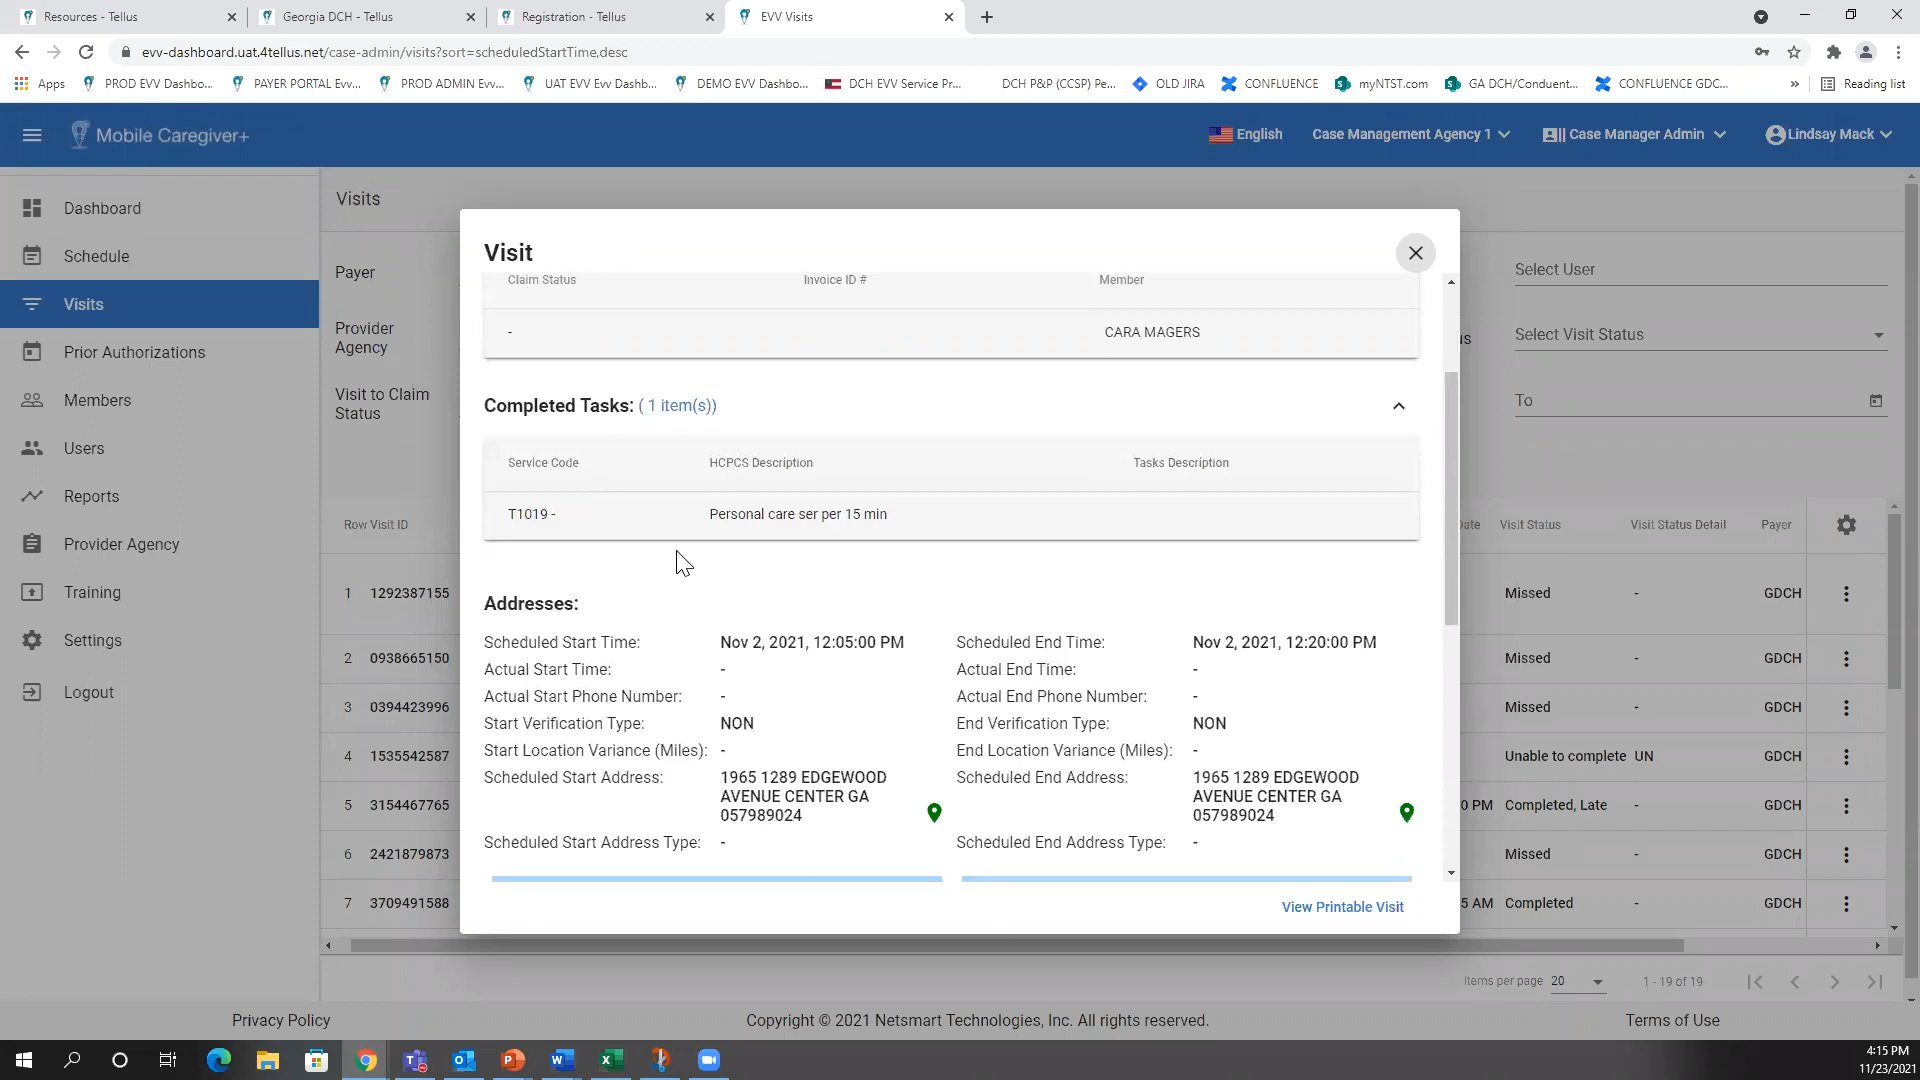 Resources - Tellus
Georgia DCH - Tellus
Registration - Tellus
EVV Visits
evv-dashboard.uat.4tellus.net/case-admin/visits?sort=scheduledStartTime,desc
Apps
PROD EVV Dashbo...
PAYER PORTAL Evv...
PROD ADMIN Evv...
UAT EVV Evv Dashb...
DEMO EVV Dashbo...
DCH EVV Service Pr...
DCH P&P (CCSP) Pe...
OLD JIRA
CONFLUENCE
myNTST.com
GA DCH/Conduent...
CONFLUENCE GDC...
»
Reading list
Mobile Caregiver+
English
Case Management Agency 1
Case Manager Admin
Lindsay Mack
Dashboard
Schedule
Visits
Prior Authorizations
Members
Users
Reports
Provider Agency
Training
Settings
Logout
Visits
Payer
Provider
Agency
Visit to Claim
Status
Select User
us
Select Visit Status
To
Visit
Claim Status
Invoice ID #
Member
-
CARA MAGERS
Completed Tasks: ( 1 item(s))
Service Code
HCPCS Description
Tasks Description
T1019 -
Personal care ser per 15 min
Addresses:
Scheduled Start Time: Nov 2, 2021, 12:05:00 PM
Scheduled End Time: Nov 2, 2021, 12:20:00 PM
Actual Start Time: -
Actual End Time: -
Actual Start Phone Number: -
Actual End Phone Number: -
Start Verification Type: NON
End Verification Type: NON
Start Location Variance (Miles): -
End Location Variance (Miles): -
Scheduled Start Address: 1965 1289 EDGEWOOD
AVENUE CENTER GA
057989024
Scheduled End Address: 1965 1289 EDGEWOOD
AVENUE CENTER GA
057989024
Scheduled Start Address Type: -
Scheduled End Address Type: -
View Printable Visit
Row Visit ID
Date
Visit Status
Visit Status Detail
Payer
1 1292387155 Missed - GDCH
2 0938665150 Missed - GDCH
3 0394423996 Missed - GDCH
4 1535542587 Unable to complete UN GDCH
5 3154467765 0 PM Completed, Late - GDCH
6 2421879873 Missed - GDCH
7 3709491588 5 AM Completed - GDCH
Items per page 20
1 - 19 of 19
Privacy Policy
Copyright © 2021 Netsmart Technologies, Inc. All rights reserved.
Terms of Use
4:15 PM
11/23/2021